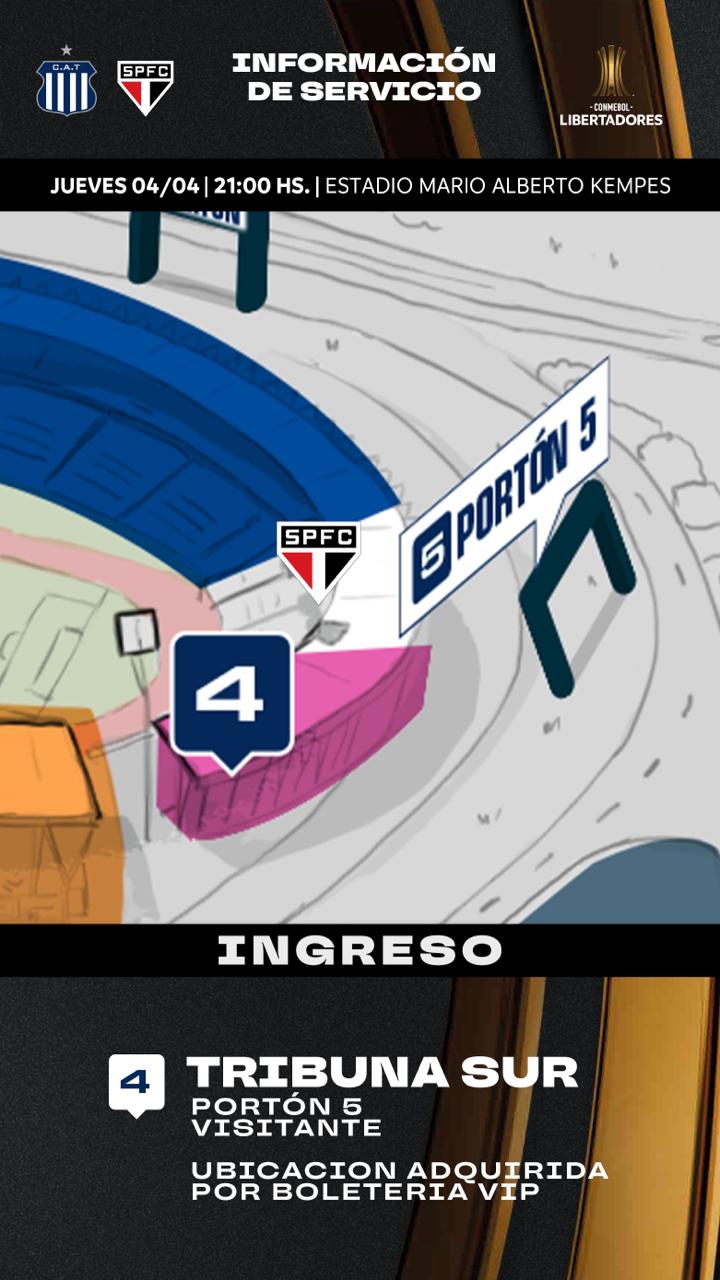 C.A.T
SPFC
INFORMACIÓN
DE SERVICIO
-CONMEBOL-
LIBERTADORES
JUEVES 04/04 | 21:00 HS. | ESTADIO MARIO ALBERTO KEMPES
5 PORTÓN 5
SPFC
4
INGRESO
4 TRIBUNA SUR
PORTÓN 5
VISITANTE
UBICACION ADQUIRIDA
POR BOLETERIA VIP